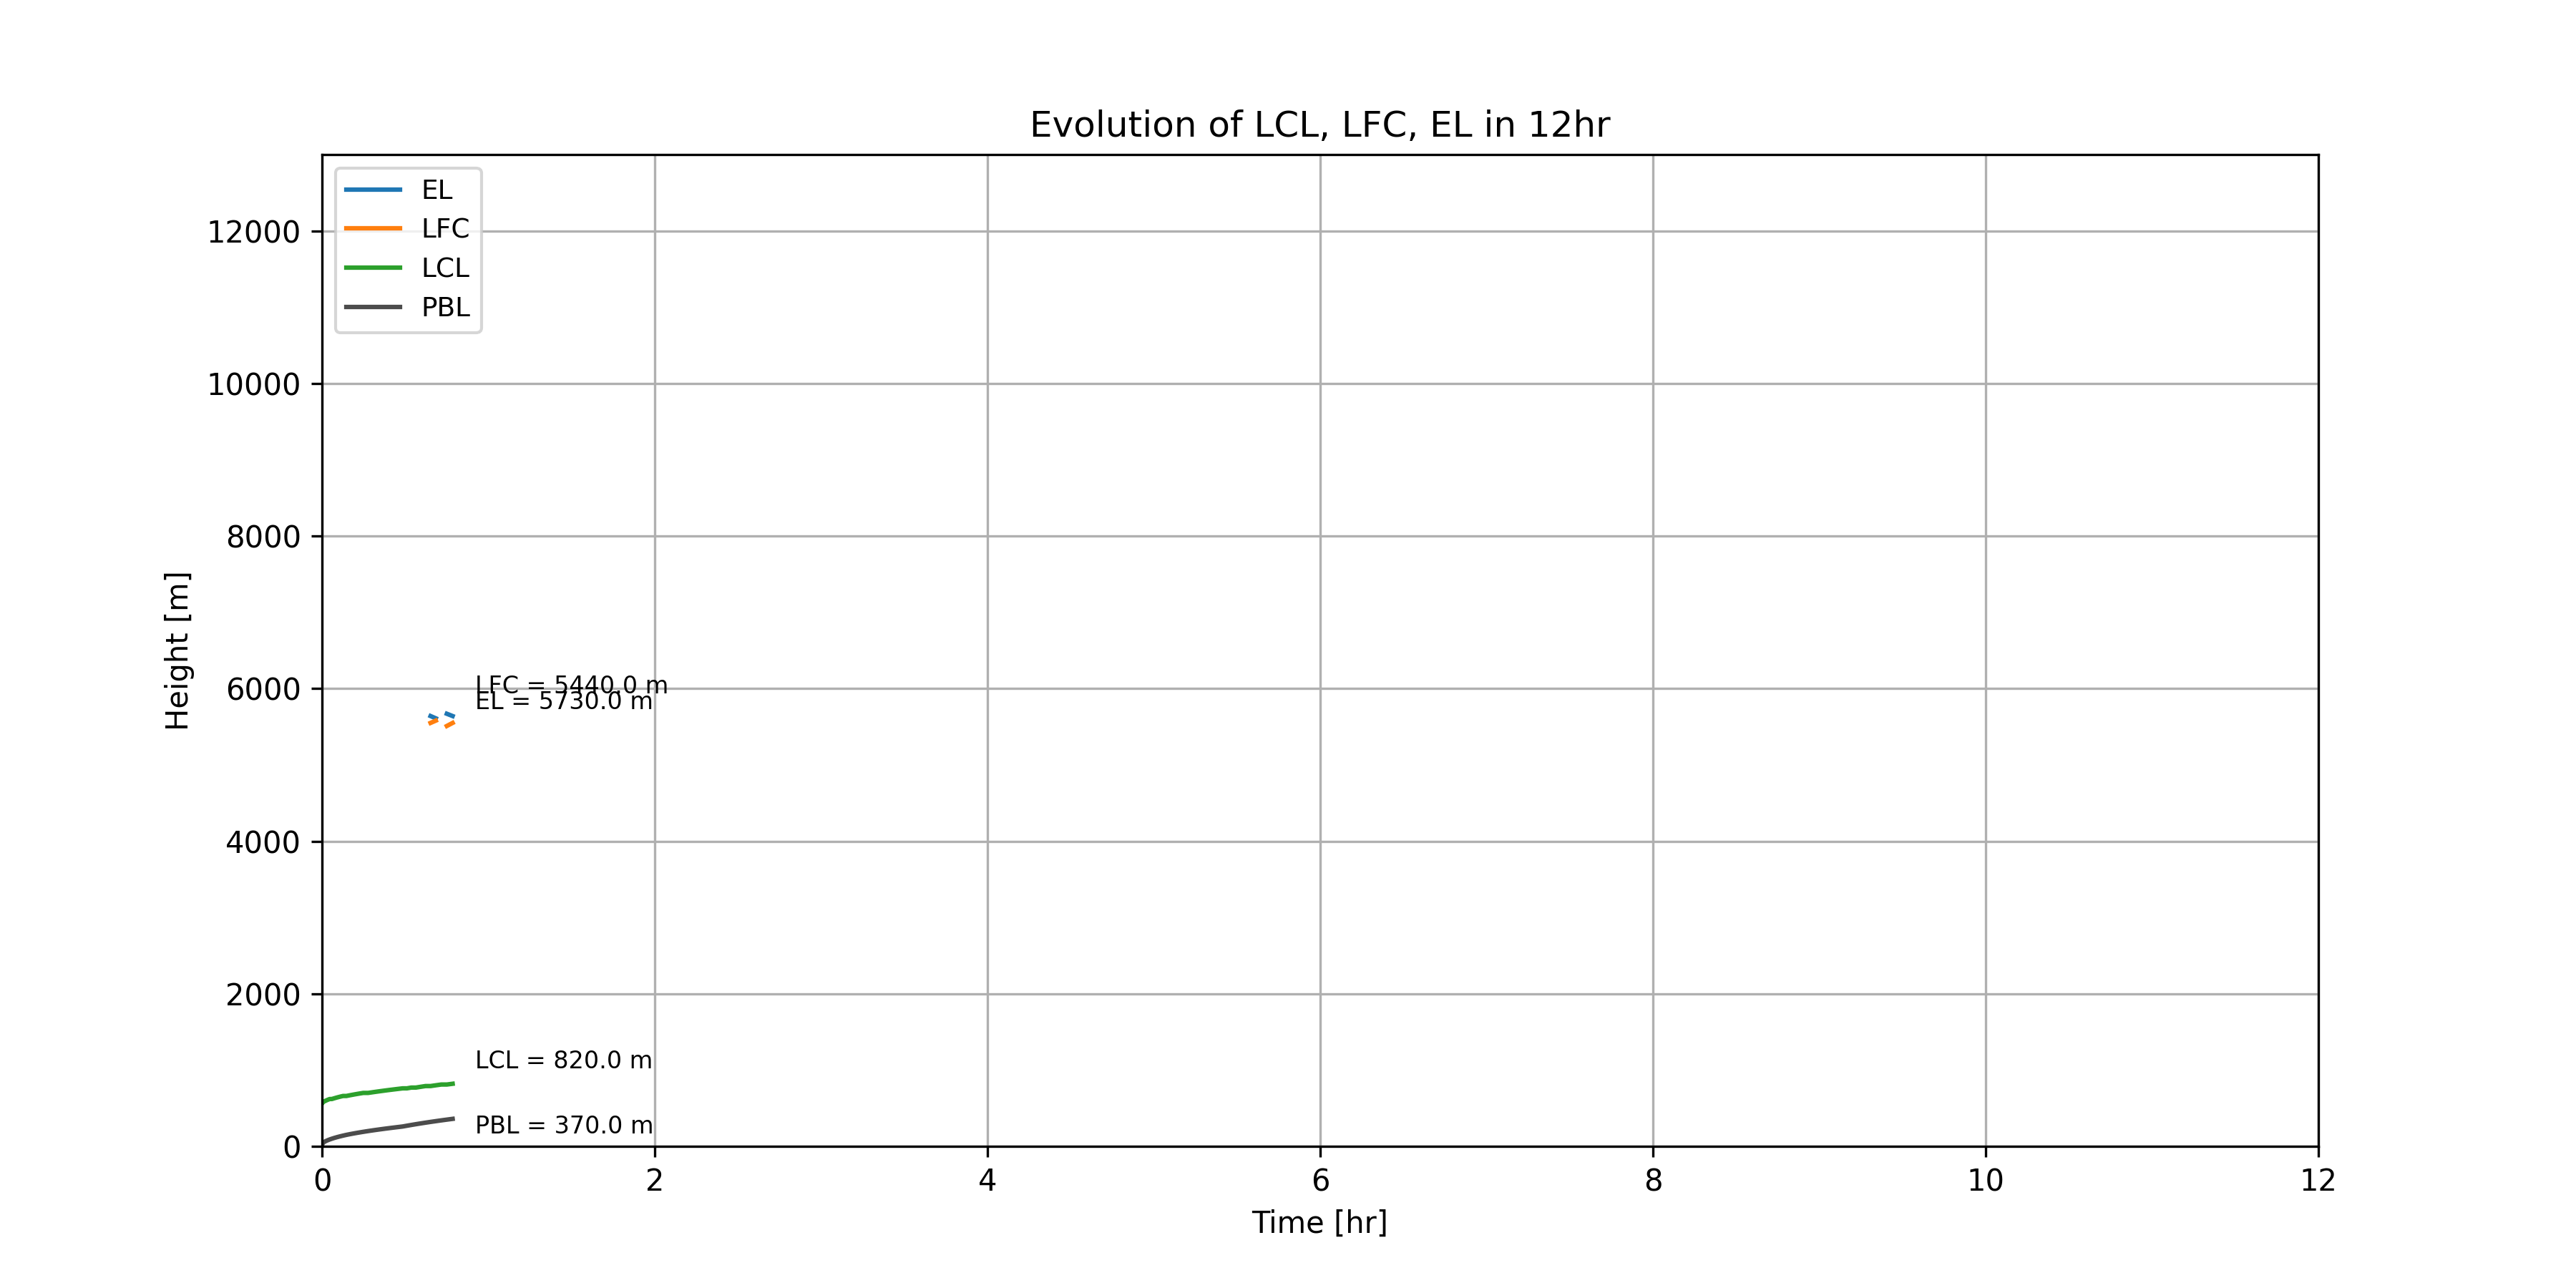 Evolution of LCL, LFC, EL in 12hr
EL
LFC
LCL
PBL
12000
10000
8000
6000
4000
2000
0
Height [m]
LFC = 5440.0 m
EL = 5730.0 m
LCL = 820.0 m
PBL = 370.0 m
0 2 4 6 8 10 12
Time [hr]